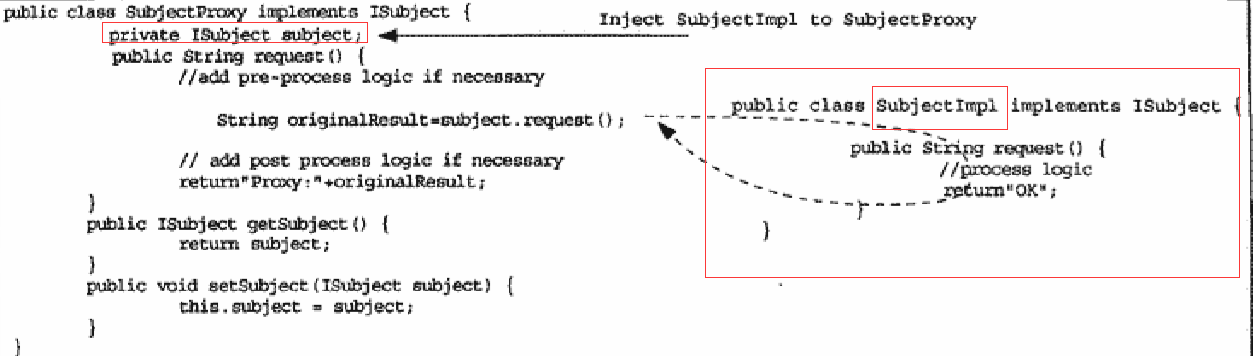 public class SubjectProxy implements ISubject {
private ISubject subject;
public String request() {
//add pre-process logic if necessary
String originalResult=subject.request();
// add post process logic if necessary
return"Proxy:"+originalResult;
}
public ISubject getSubject() {
return subject;
}
public void setSubject(ISubject subject) {
this.subject = subject;
}
}
Inject SubjectImpl to SubjectProxy
public class SubjectImpl implements ISubject {
public String request() {
//process logic
return"OK";
}
}